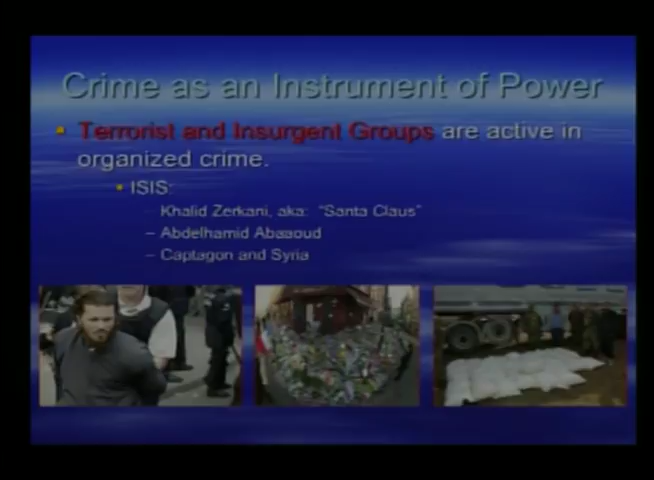 Crime as an Instrument of Power
▪ Terrorist and Insurgent Groups are active in
organized crime.
▪ ISIS:
– Khalid Zerkani, aka: "Santa Claus"
– Abdelhamid Abaaoud
– Captagon and Syria